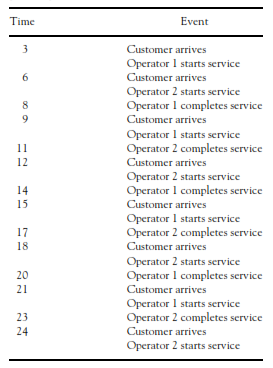 Time Event
3 Customer arrives
Operator 1 starts service
6 Customer arrives
Operator 2 starts service
8 Operator 1 completes service
9 Customer arrives
Operator 1 starts service
11 Operator 2 completes service
12 Customer arrives
Operator 2 starts service
14 Operator 1 completes service
15 Customer arrives
Operator 1 starts service
17 Operator 2 completes service
18 Customer arrives
Operator 2 starts service
20 Operator 1 completes service
21 Customer arrives
Operator 1 starts service
23 Operator 2 completes service
24 Customer arrives
Operator 2 starts service